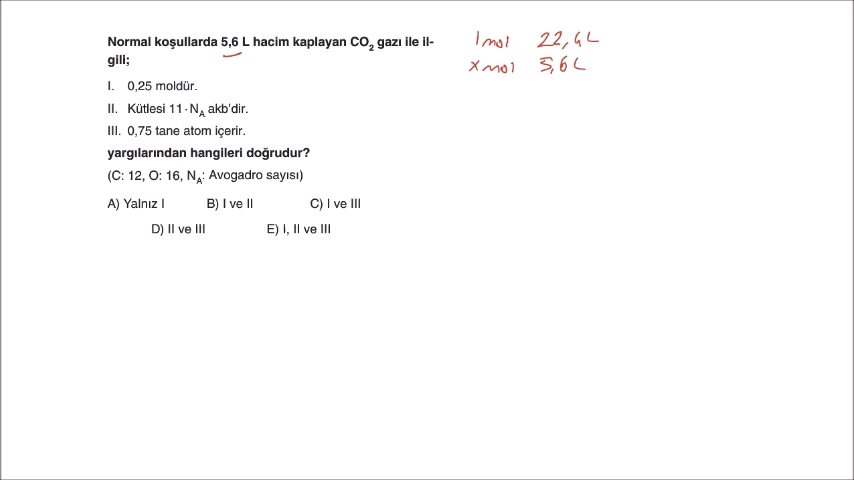 Normal koşullarda 5,6 L hacim kaplayan CO₂ gazı ile il-
gili;
I. 0,25 moldür.
II. Kütlesi 11·N_A akb'dir.
III. 0,75 tane atom içerir.
yargılarından hangileri doğrudur?
(C: 12, O: 16, N_A: Avogadro sayısı)
A) Yalnız I B) I ve II C) I ve III
D) II ve III E) I, II ve III
1 mol 22,4 L
x mol 5,6 L